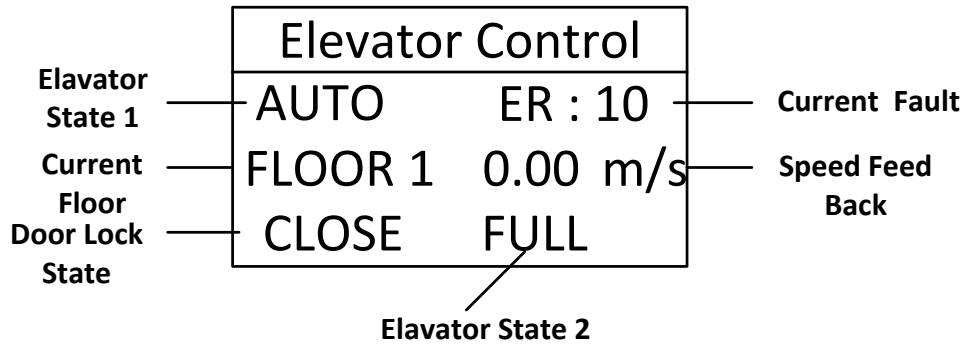 Elevator Control
Elavator
State 1
AUTO
ER : 10
Current Fault
Current
Floor
FLOOR 1
0.00 m/s
Speed Feed
Back
Door Lock
State
CLOSE
FULL
Elavator State 2